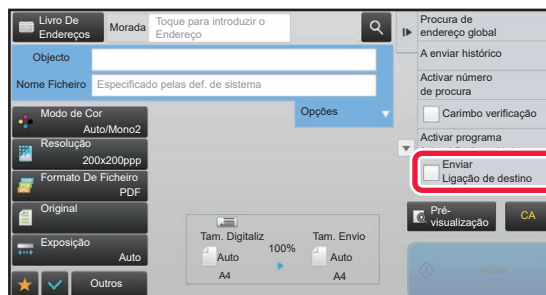 Livro De
Endereços
Morada
Toque para introduzir o
Endereço
Objecto
Nome Ficheiro
Especificado pelas def. de sistema
Opções
Modo de Cor
Auto/Mono2
Resolução
200x200ppp
Formato De Ficheiro
PDF
Original
Exposição
Auto
Outros
Tam. Digitaliz
100%
Tam. Envio
Auto
Auto
A4
A4
Procura de
endereço global
A enviar histórico
Activar número
de procura
Carimbo verificação
Activar programa
Enviar
Ligação de destino
Pré-
visualização
CA
Iniciar